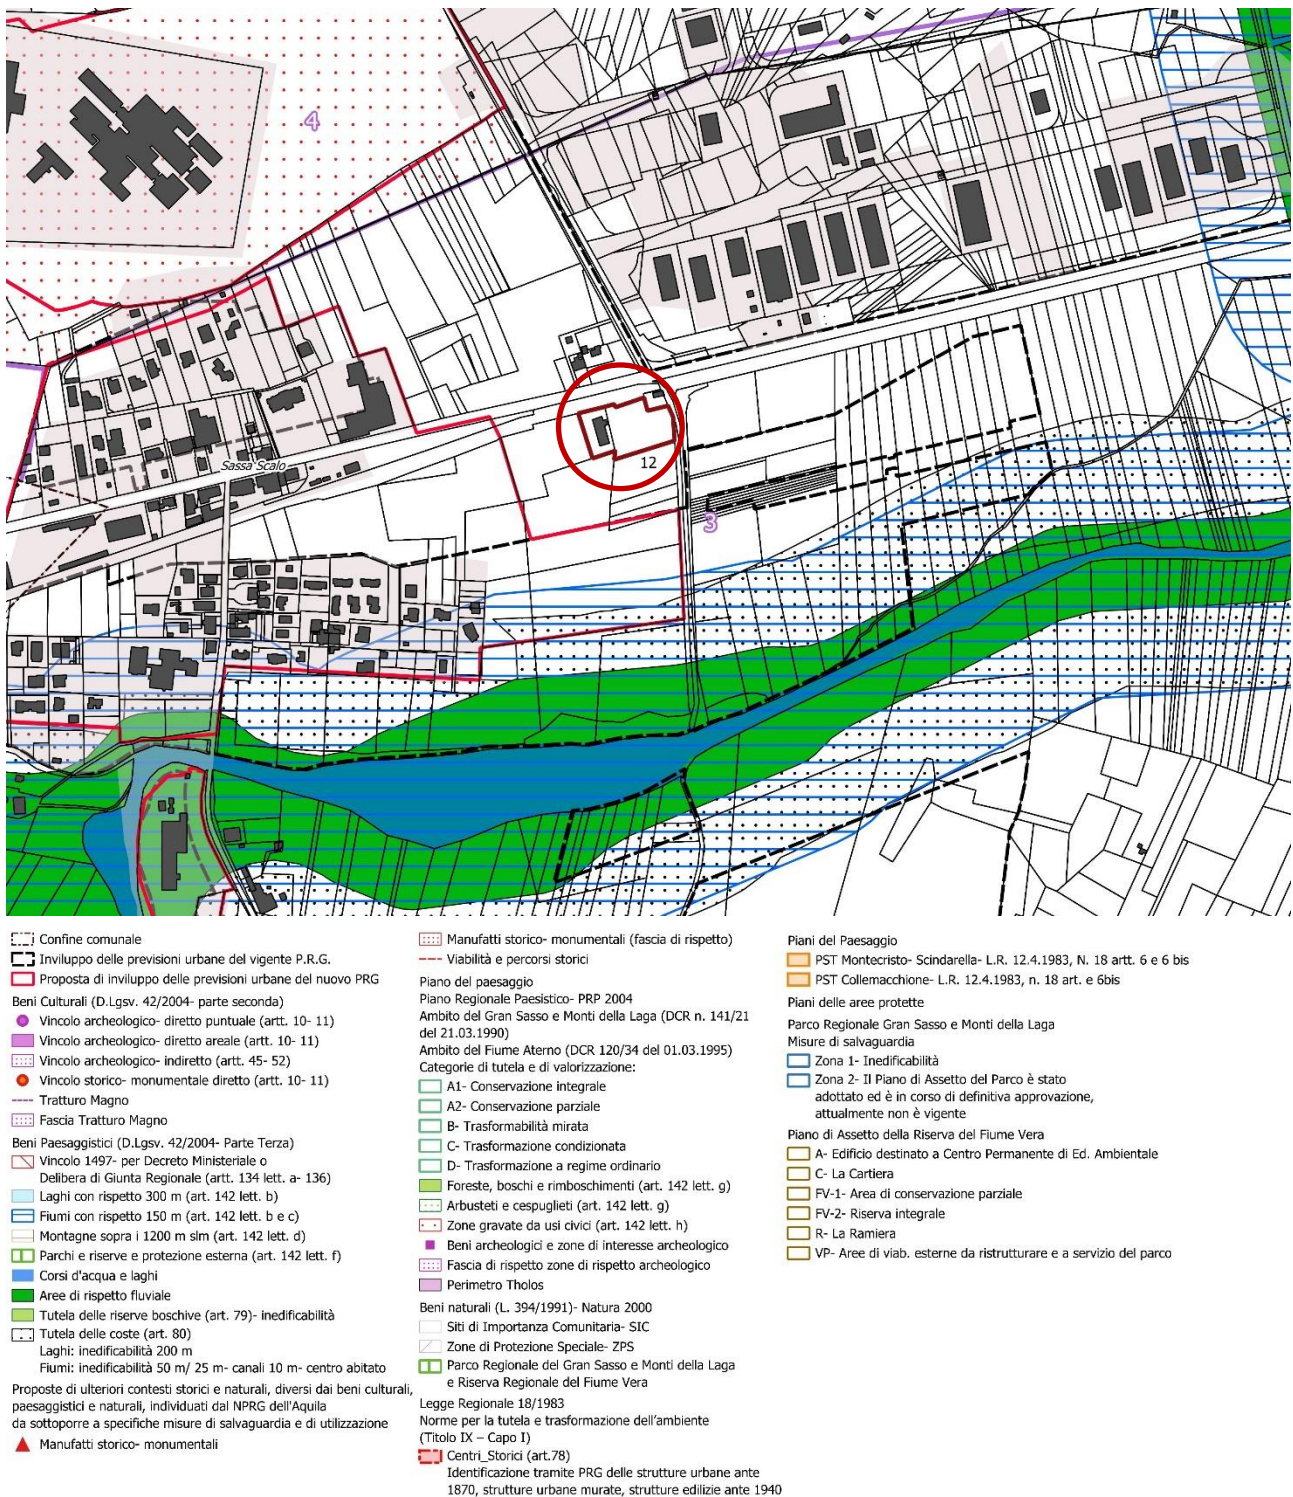 4
Sassa Scalo
12
3
Confine comunale
Inviluppo delle previsioni urbane del vigente P.R.G.
Proposta di inviluppo delle previsioni urbane del nuovo PRG
Beni Culturali (D.Lgsv. 42/2004- parte seconda)
Vincolo archeologico- diretto puntuale (artt. 10- 11)
Vincolo archeologico- diretto areale (artt. 10- 11)
Vincolo archeologico- indiretto (artt. 45- 52)
Vincolo storico- monumentale diretto (artt. 10- 11)
Tratturo Magno
Fascia Tratturo Magno
Beni Paesaggistici (D.Lgsv. 42/2004- Parte Terza)
Vincolo 1497- per Decreto Ministeriale o
Delibera di Giunta Regionale (artt. 134 lett. a- 136)
Laghi con rispetto 300 m (art. 142 lett. b)
Fiumi con rispetto 150 m (art. 142 lett. b e c)
Montagne sopra i 1200 m slm (art. 142 lett. d)
Parchi e riserve e protezione esterna (art. 142 lett. f)
Corsi d'acqua e laghi
Aree di rispetto fluviale
Tutela delle riserve boschive (art. 79)- inedificabilità
Tutela delle coste (art. 80)
Laghi: inedificabilità 200 m
Fiumi: inedificabilità 50 m/ 25 m- canali 10 m- centro abitato
Proposte di ulteriori contesti storici e naturali, diversi dai beni culturali,
paesaggistici e naturali, individuati dal NPRG dell'Aquila
da sottoporre a specifiche misure di salvaguardia e di utilizzazione
Manufatti storico- monumentali
Manufatti storico- monumentali (fascia di rispetto)
Viabilità e percorsi storici
Piano del paesaggio
Piano Regionale Paesistico- PRP 2004
Ambito del Gran Sasso e Monti della Laga (DCR n. 141/21
del 21.03.1990)
Ambito del Fiume Aterno (DCR 120/34 del 01.03.1995)
Categorie di tutela e di valorizzazione:
A1- Conservazione integrale
A2- Conservazione parziale
B- Trasformabilità mirata
C- Trasformazione condizionata
D- Trasformazione a regime ordinario
Foreste, boschi e rimboschimenti (art. 142 lett. g)
Arbusteti e cespuglieti (art. 142 lett. g)
Zone gravate da usi civici (art. 142 lett. h)
Beni archeologici e zone di interesse archeologico
Fascia di rispetto zone di rispetto archeologico
Perimetro Tholos
Beni naturali (L. 394/1991)- Natura 2000
Siti di Importanza Comunitaria- SIC
Zone di Protezione Speciale- ZPS
Parco Regionale del Gran Sasso e Monti della Laga
e Riserva Regionale del Fiume Vera
Legge Regionale 18/1983
Norme per la tutela e trasformazione dell'ambiente
(Titolo IX – Capo I)
Centri_Storici (art.78)
Identificazione tramite PRG delle strutture urbane ante
1870, strutture urbane murate, strutture edilizie ante 1940
Piani del Paesaggio
PST Montecristo- Scindarella- L.R. 12.4.1983, N. 18 artt. 6 e 6 bis
PST Collemacchione- L.R. 12.4.1983, n. 18 art. e 6bis
Piani delle aree protette
Parco Regionale Gran Sasso e Monti della Laga
Misure di salvaguardia
Zona 1- Inedificabilità
Zona 2- Il Piano di Assetto del Parco è stato
adottato ed è in corso di definitiva approvazione,
attualmente non è vigente
Piano di Assetto della Riserva del Fiume Vera
A- Edificio destinato a Centro Permanente di Ed. Ambientale
C- La Cartiera
FV-1- Area di conservazione parziale
FV-2- Riserva integrale
R- La Ramiera
VP- Aree di viab. esterne da ristrutturare e a servizio del parco